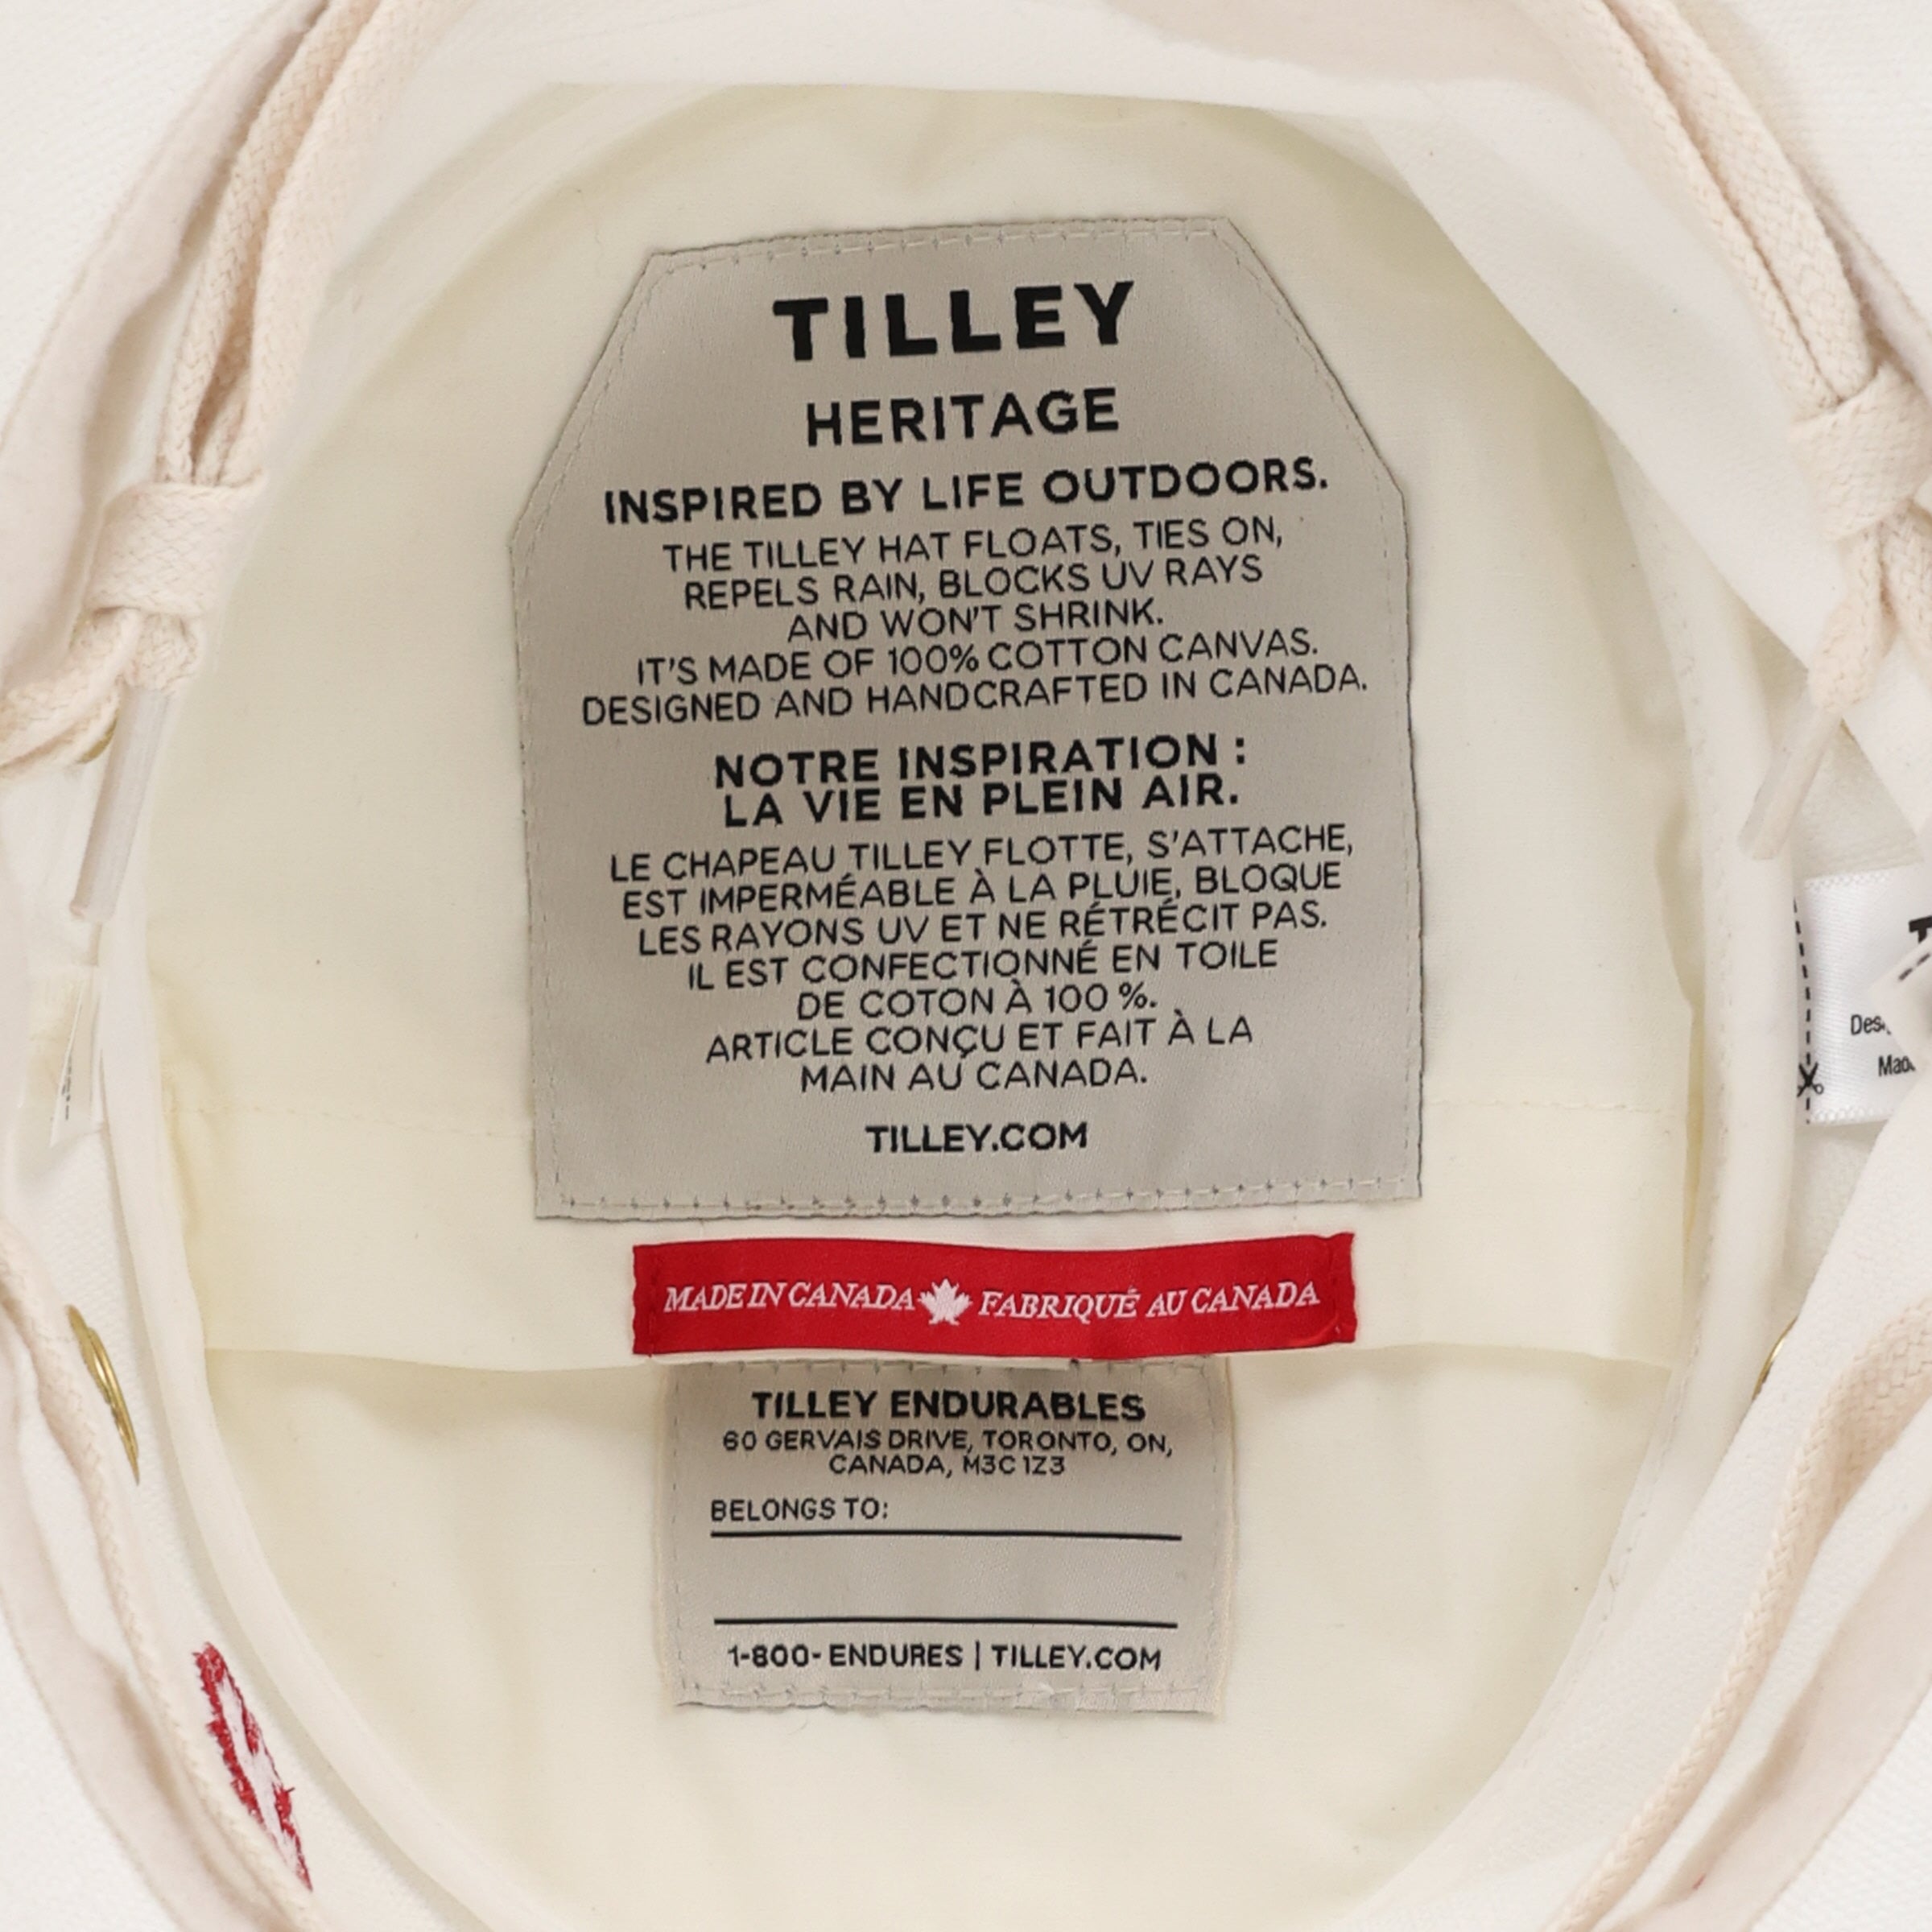 TILLEY
HERITAGE
INSPIRED BY LIFE OUTDOORS.
THE TILLEY HAT FLOATS, TIES ON,
REPELS RAIN, BLOCKS UV RAYS
AND WON'T SHRINK.
IT'S MADE OF 100% COTTON CANVAS.
DESIGNED AND HANDCRAFTED IN CANADA.
NOTRE INSPIRATION :
LA VIE EN PLEIN AIR.
LE CHAPEAU TILLEY FLOTTE, S'ATTACHE,
EST IMPERMÉABLE À LA PLUIE, BLOQUE
LES RAYONS UV ET NE RÉTRÉCIT PAS.
IL EST CONFECTIONNÉ EN TOILE
DE COTON À 100 %.
ARTICLE CONÇU ET FAIT À LA
MAIN AU CANADA.
TILLEY.COM
MADE IN CANADA FABRIQUÉ AU CANADA
TILLEY ENDURABLES
60 GERVAIS DRIVE, TORONTO, ON,
CANADA, M3C 1Z3
BELONGS TO:
1-800- ENDURES | TILLEY.COM